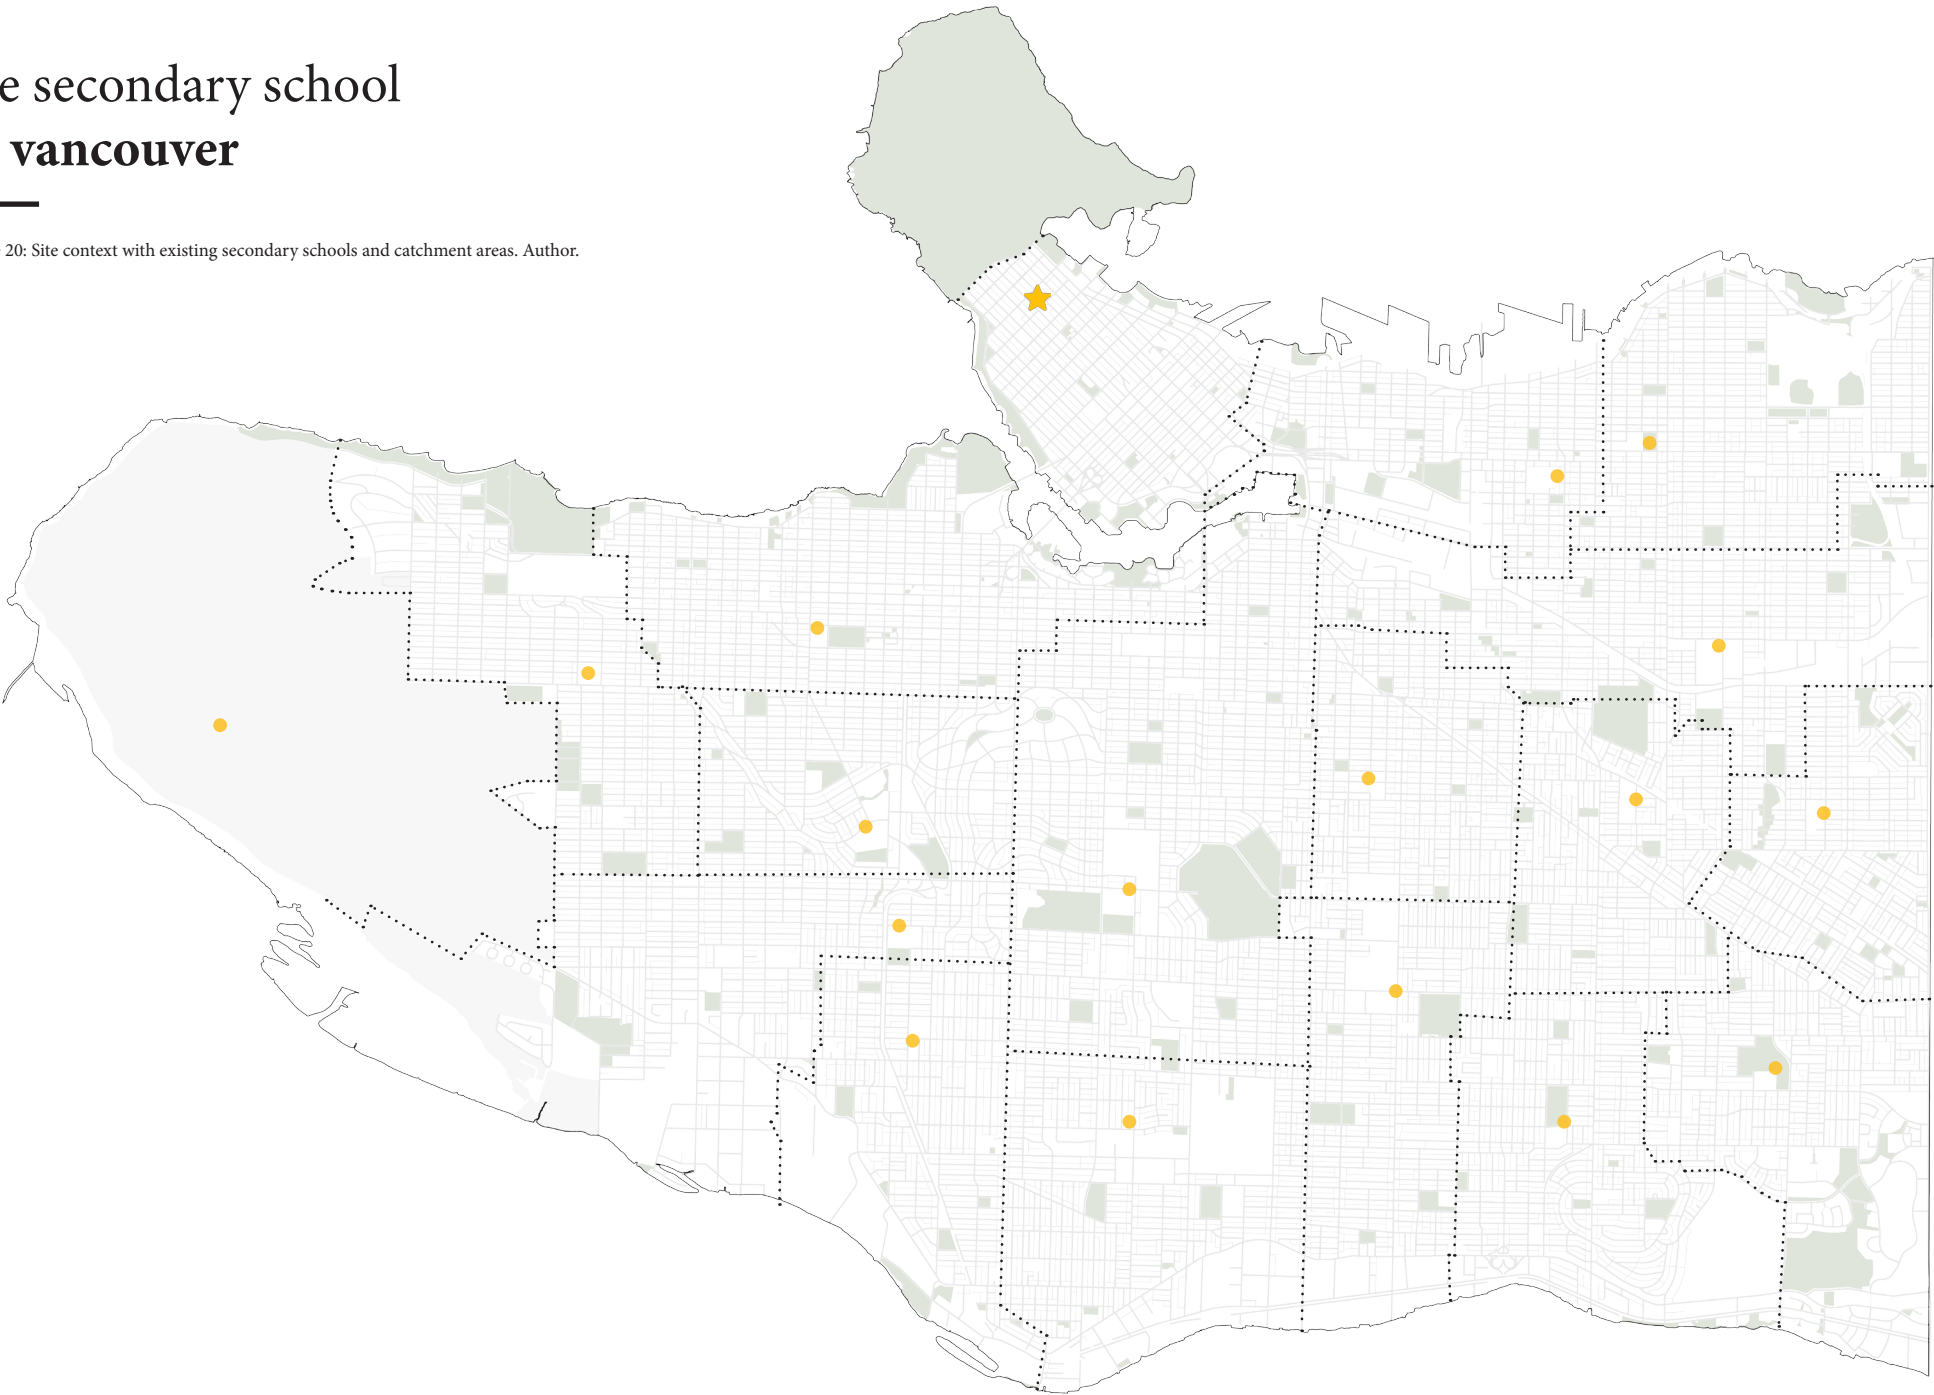 e secondary school
vancouver
20: Site context with existing secondary schools and catchment areas. Author.